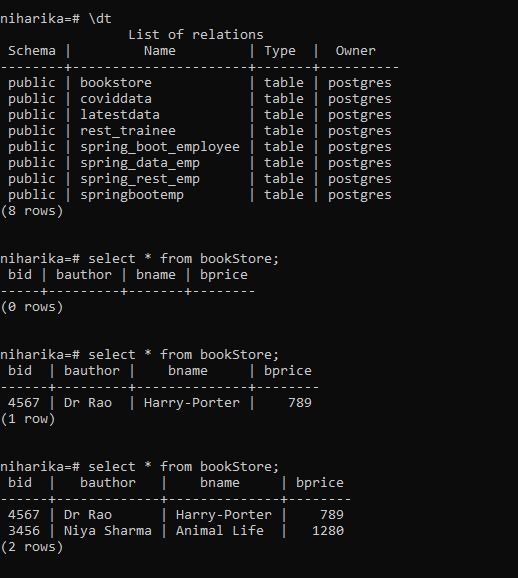 niharika=# \dt
                List of relations
 Schema |         Name         | Type  |  Owner
--------+----------------------+-------+----------
 public | bookstore            | table | postgres
 public | coviddata            | table | postgres
 public | latestdata           | table | postgres
 public | rest_trainee         | table | postgres
 public | spring_boot_employee | table | postgres
 public | spring_data_emp      | table | postgres
 public | spring_rest_emp      | table | postgres
 public | springbootemp        | table | postgres
(8 rows)
niharika=# select * from bookStore;
 bid | bauthor | bname | bprice
-----+---------+-------+--------
(0 rows)
niharika=# select * from bookStore;
 bid  | bauthor |    bname     | bprice
------+---------+--------------+--------
 4567 | Dr Rao  | Harry-Porter |    789
(1 row)
niharika=# select * from bookStore;
 bid  |   bauthor   |    bname     | bprice
------+-------------+--------------+--------
 4567 | Dr Rao      | Harry-Porter |    789
 3456 | Niya Sharma | Animal Life  |   1280
(2 rows)